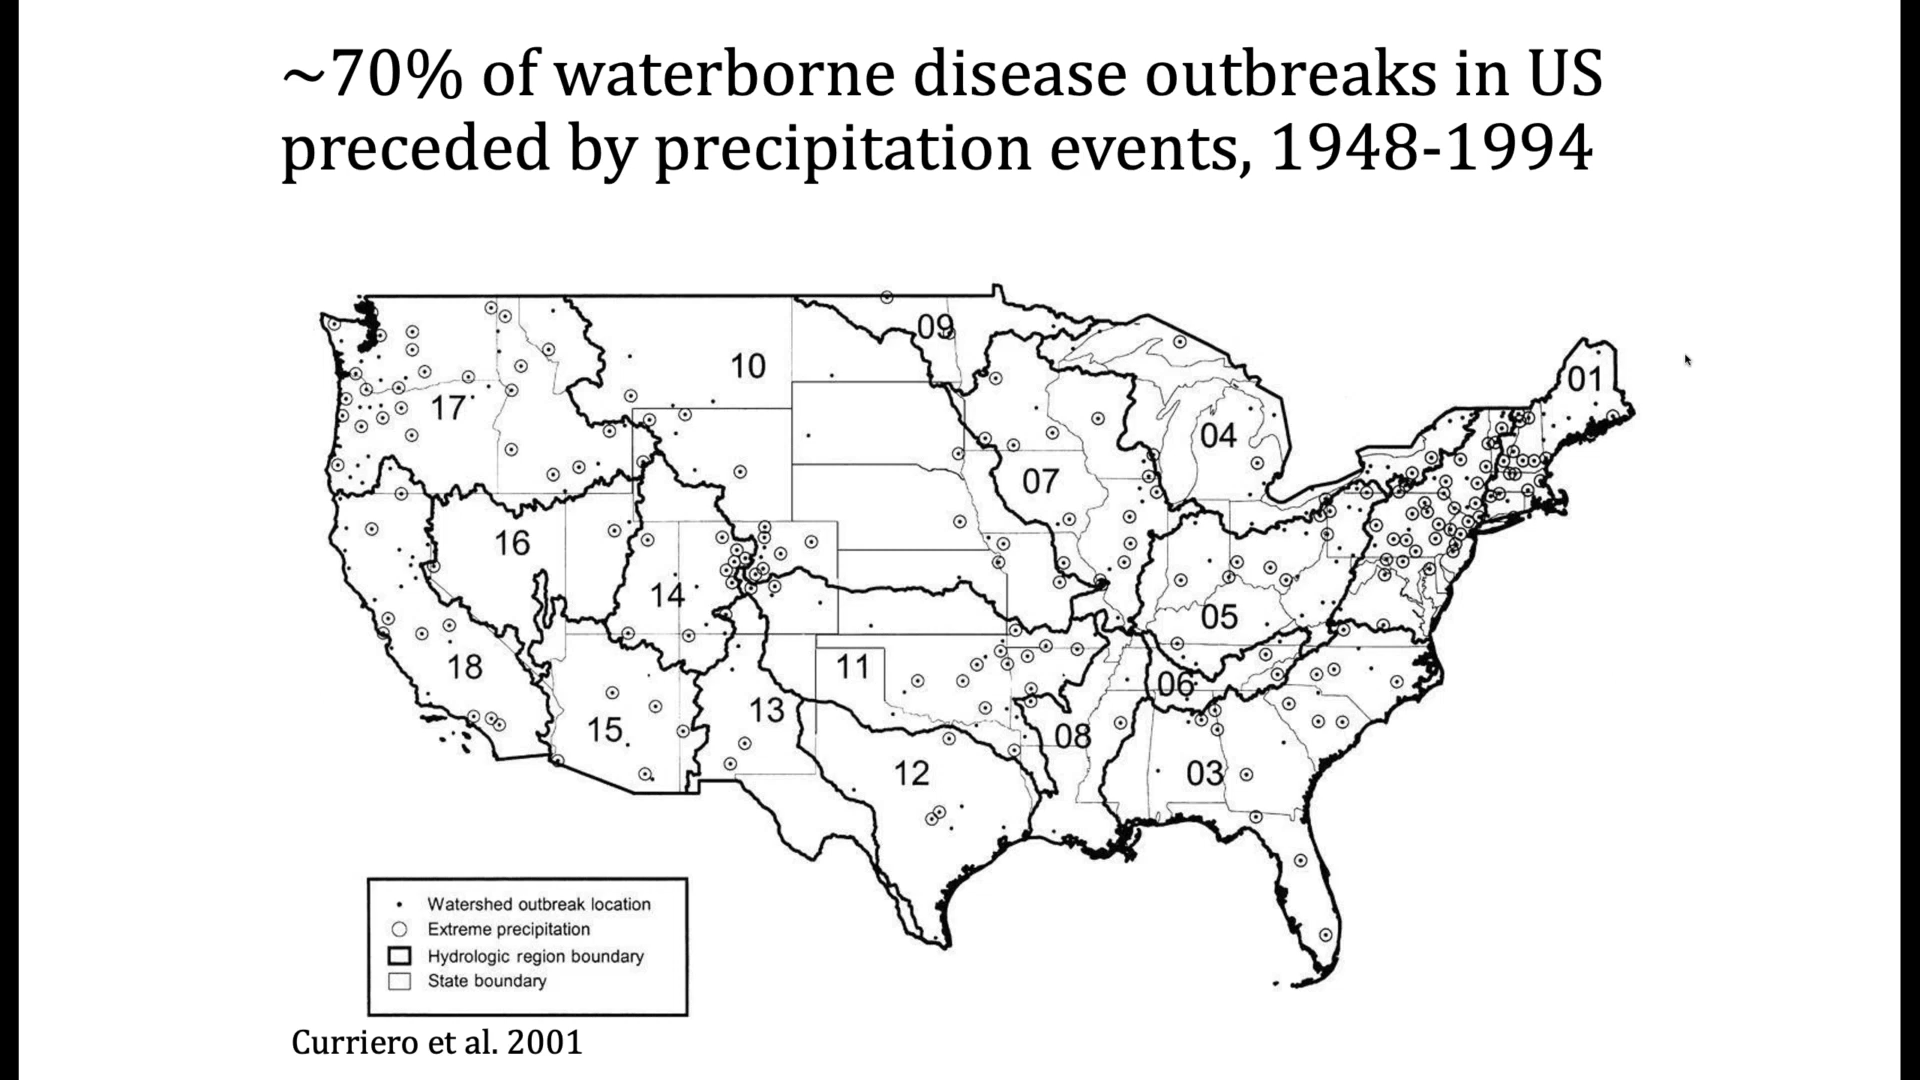 ~70% of waterborne disease outbreaks in US
preceded by precipitation events, 1948-1994
09
10
01
17
04
07
16
14
05
18
11
06
13
15
08
12
03
Watershed outbreak location
Extreme precipitation
Hydrologic region boundary
State boundary
Curriero et al. 2001